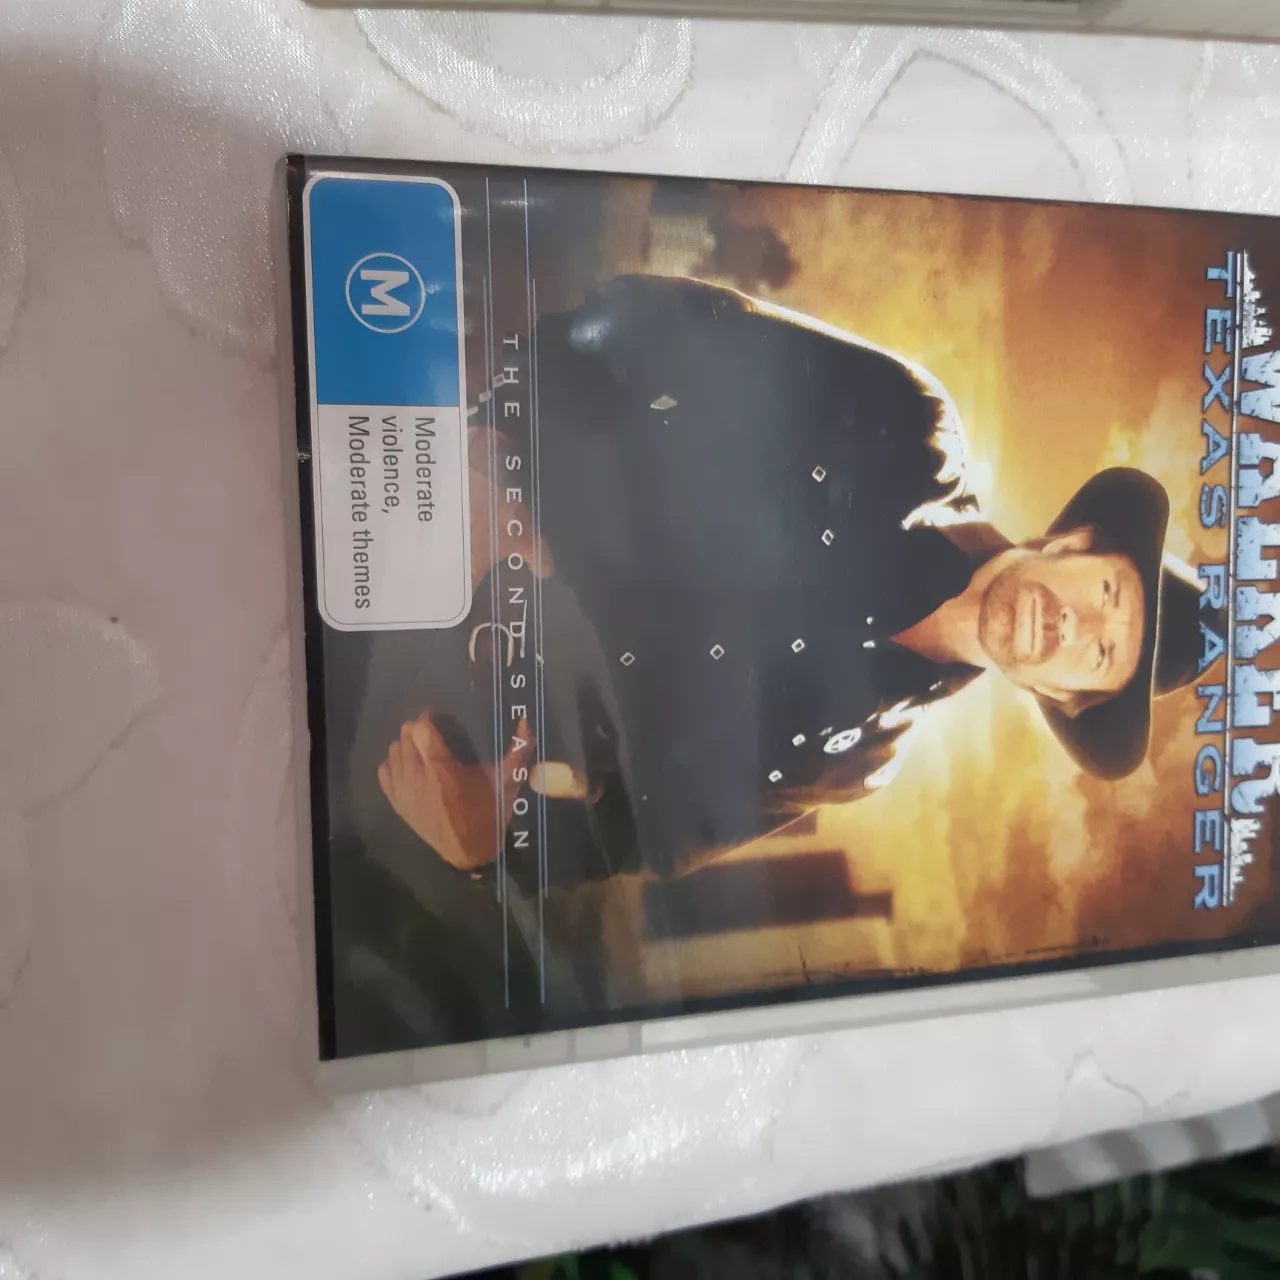 WALKER
TEXAS RANGER
THE SECOND SEASON
M
Moderate
violence,
Moderate themes